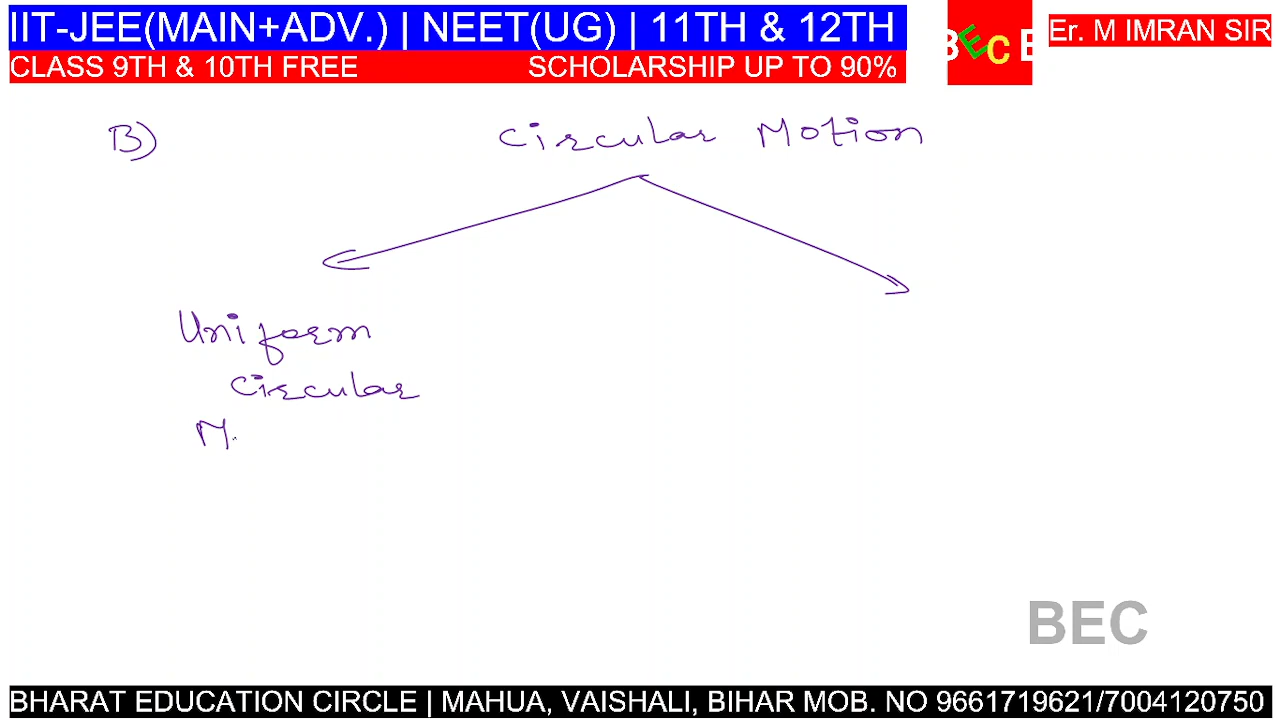 IIT-JEE(MAIN+ADV.) | NEET(UG) | 11TH & 12TH
CLASS 9TH & 10TH FREE SCHOLARSHIP UP TO 90%
BEC E
Er. M IMRAN SIR
B) Circular Motion
Uniform
circular
M.
BEC
BHARAT EDUCATION CIRCLE | MAHUA, VAISHALI, BIHAR MOB. NO 9661719621/7004120750